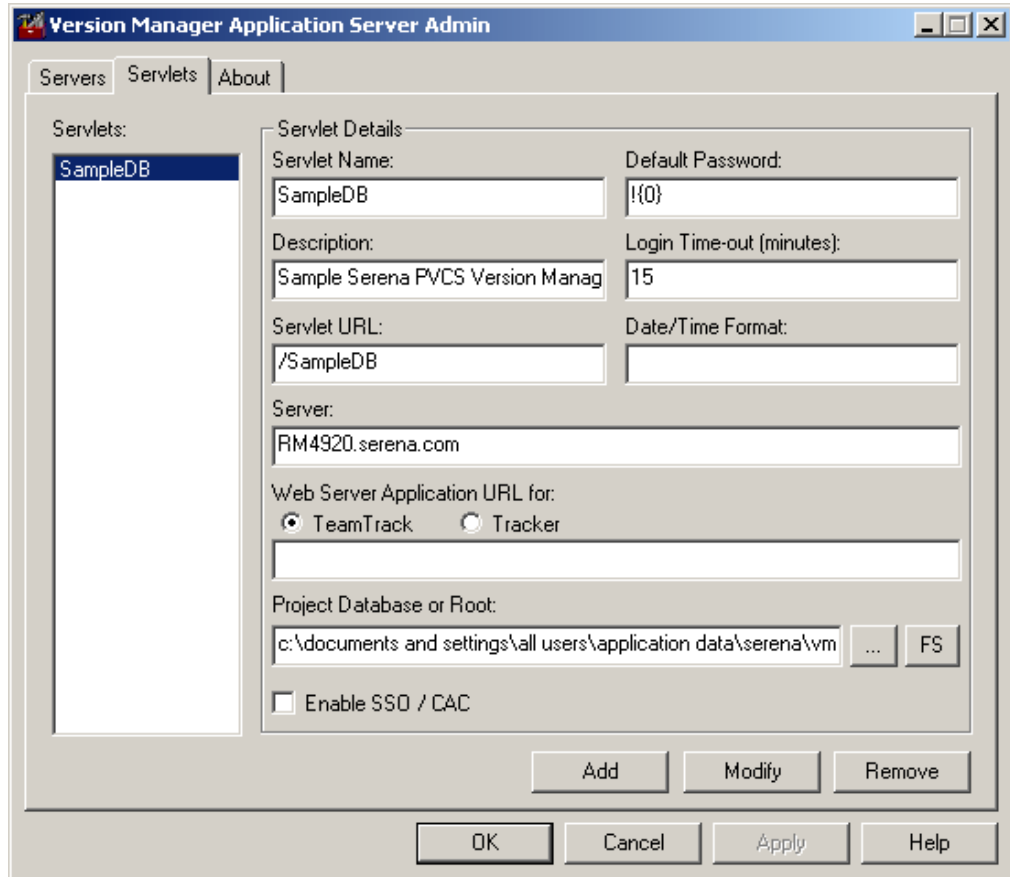 Version Manager Application Server Admin
Servers Servlets About
Servlets:
SampleDB
Servlet Details
Servlet Name:
SampleDB
Default Password:
!{0}
Description:
Sample Serena PVCS Version Manag
Login Time-out (minutes):
15
Servlet URL:
/SampleDB
Date/Time Format:
Server:
RM4920.serena.com
Web Server Application URL for:
TeamTrack Tracker
Project Database or Root:
c:\documents and settings\all users\application data\serena\vm ... FS
Enable SSO / CAC
Add Modify Remove
OK Cancel Apply Help